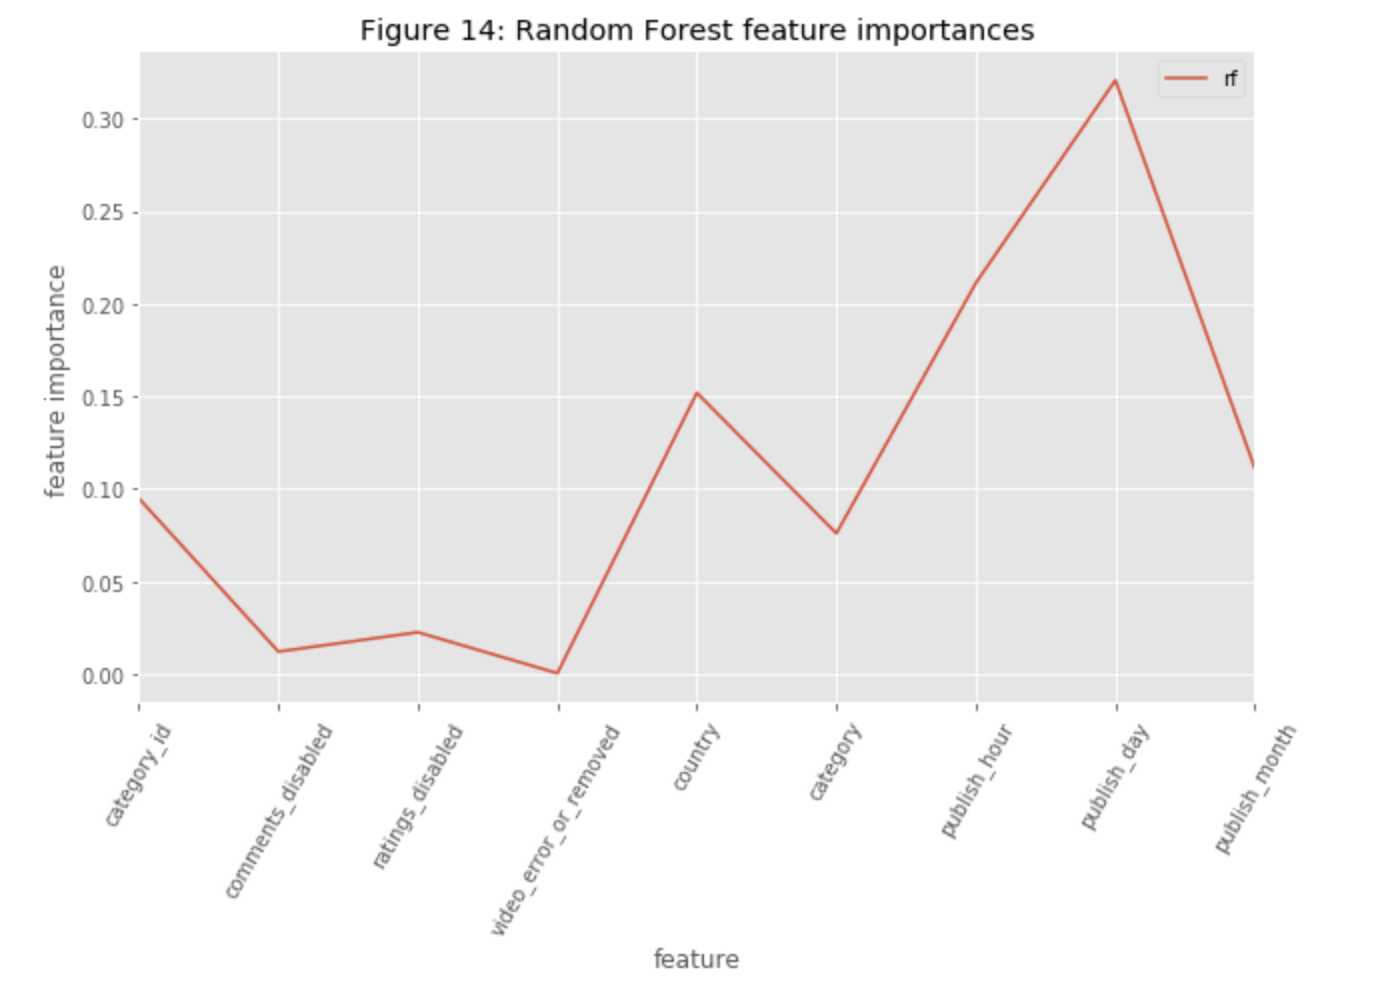 Figure 14: Random Forest feature importances
rf
feature importance
0.30
0.25
0.20
0.15
0.10
0.05
0.00
category_id
comments_disabled
ratings_disabled
video_error_or_removed
country
category
publish_hour
publish_day
publish_month
feature